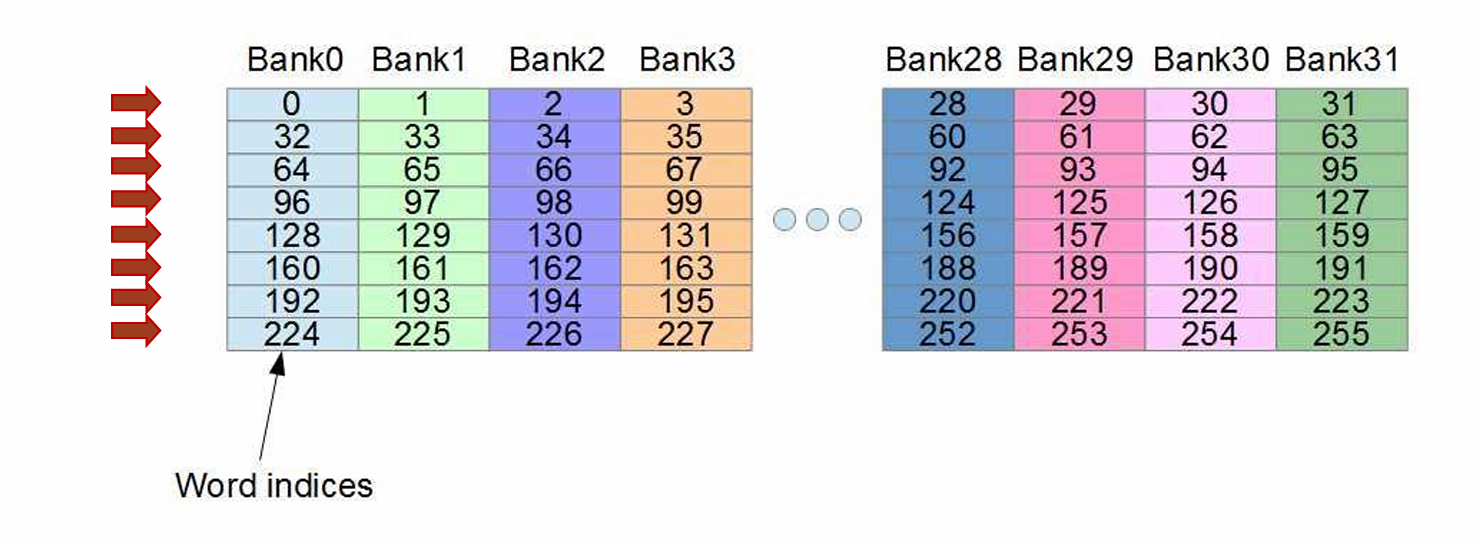 Bank0 Bank1 Bank2 Bank3 Bank28 Bank29 Bank30 Bank31
0 1 2 3 28 29 30 31
32 33 34 35 60 61 62 63
64 65 66 67 92 93 94 95
96 97 98 99 124 125 126 127
128 129 130 131 156 157 158 159
160 161 162 163 188 189 190 191
192 193 194 195 220 221 222 223
224 225 226 227 252 253 254 255
Word indices